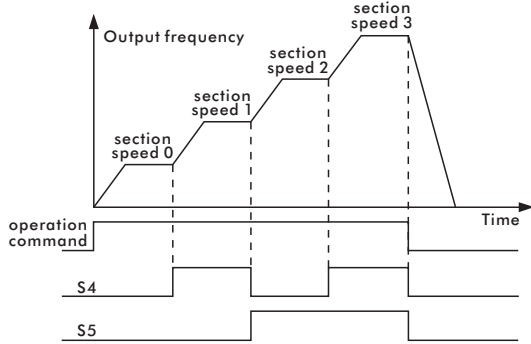 section
speed 3
Output frequency
section
speed 2
section
speed 1
section
speed 0
Time
operation
command
S4
S5